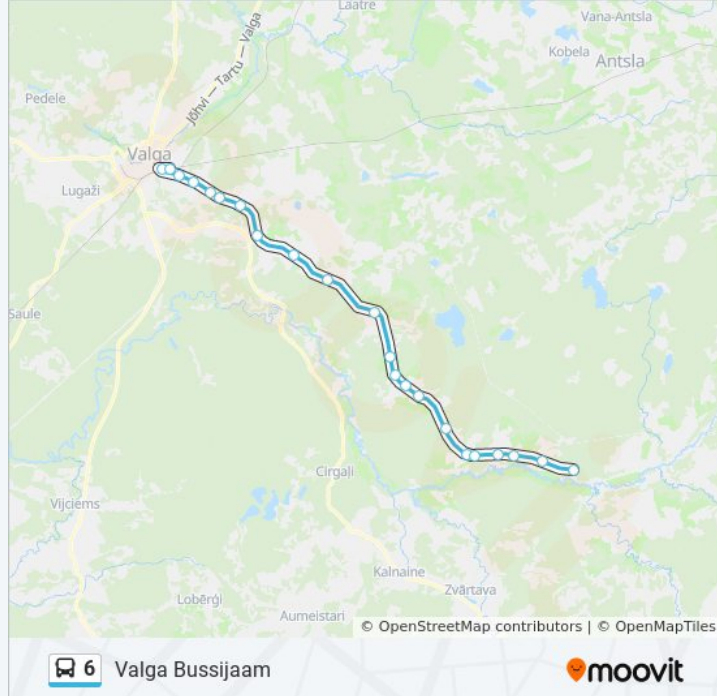 Laatre
Vana-Antsla
Kobela
Antsla
Jõhvi — Tartu — Valga
Pedele
Valga
Lugaži
Saule
Cirgaļi
Vijciems
Kalnaine
Zvārtava
Lobērģi
Aumeistari
© OpenStreetMap contributors | © OpenMapTiles
6 Valga Bussijaam
moovit